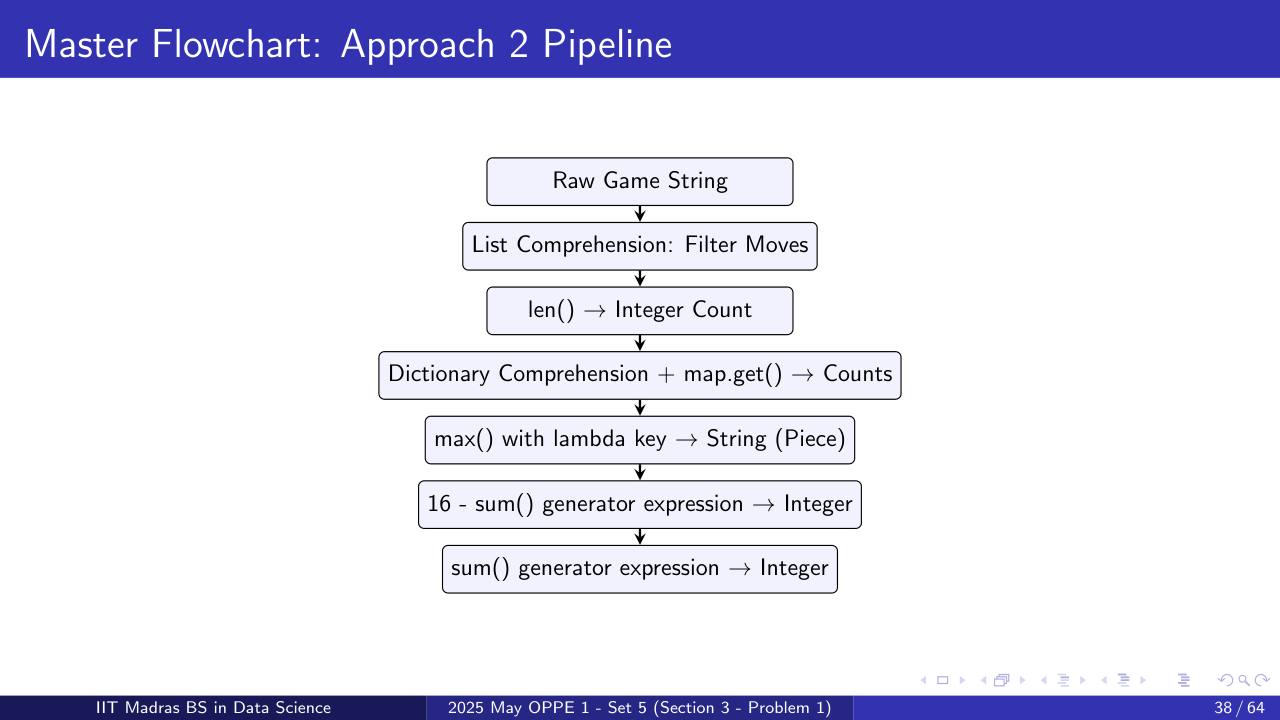 Master Flowchart: Approach 2 Pipeline
Raw Game String
List Comprehension: Filter Moves
len() → Integer Count
Dictionary Comprehension + map.get() → Counts
max() with lambda key → String (Piece)
16 - sum() generator expression → Integer
sum() generator expression → Integer
IIT Madras BS in Data Science
2025 May OPPE 1 - Set 5 (Section 3 - Problem 1)
38 / 64